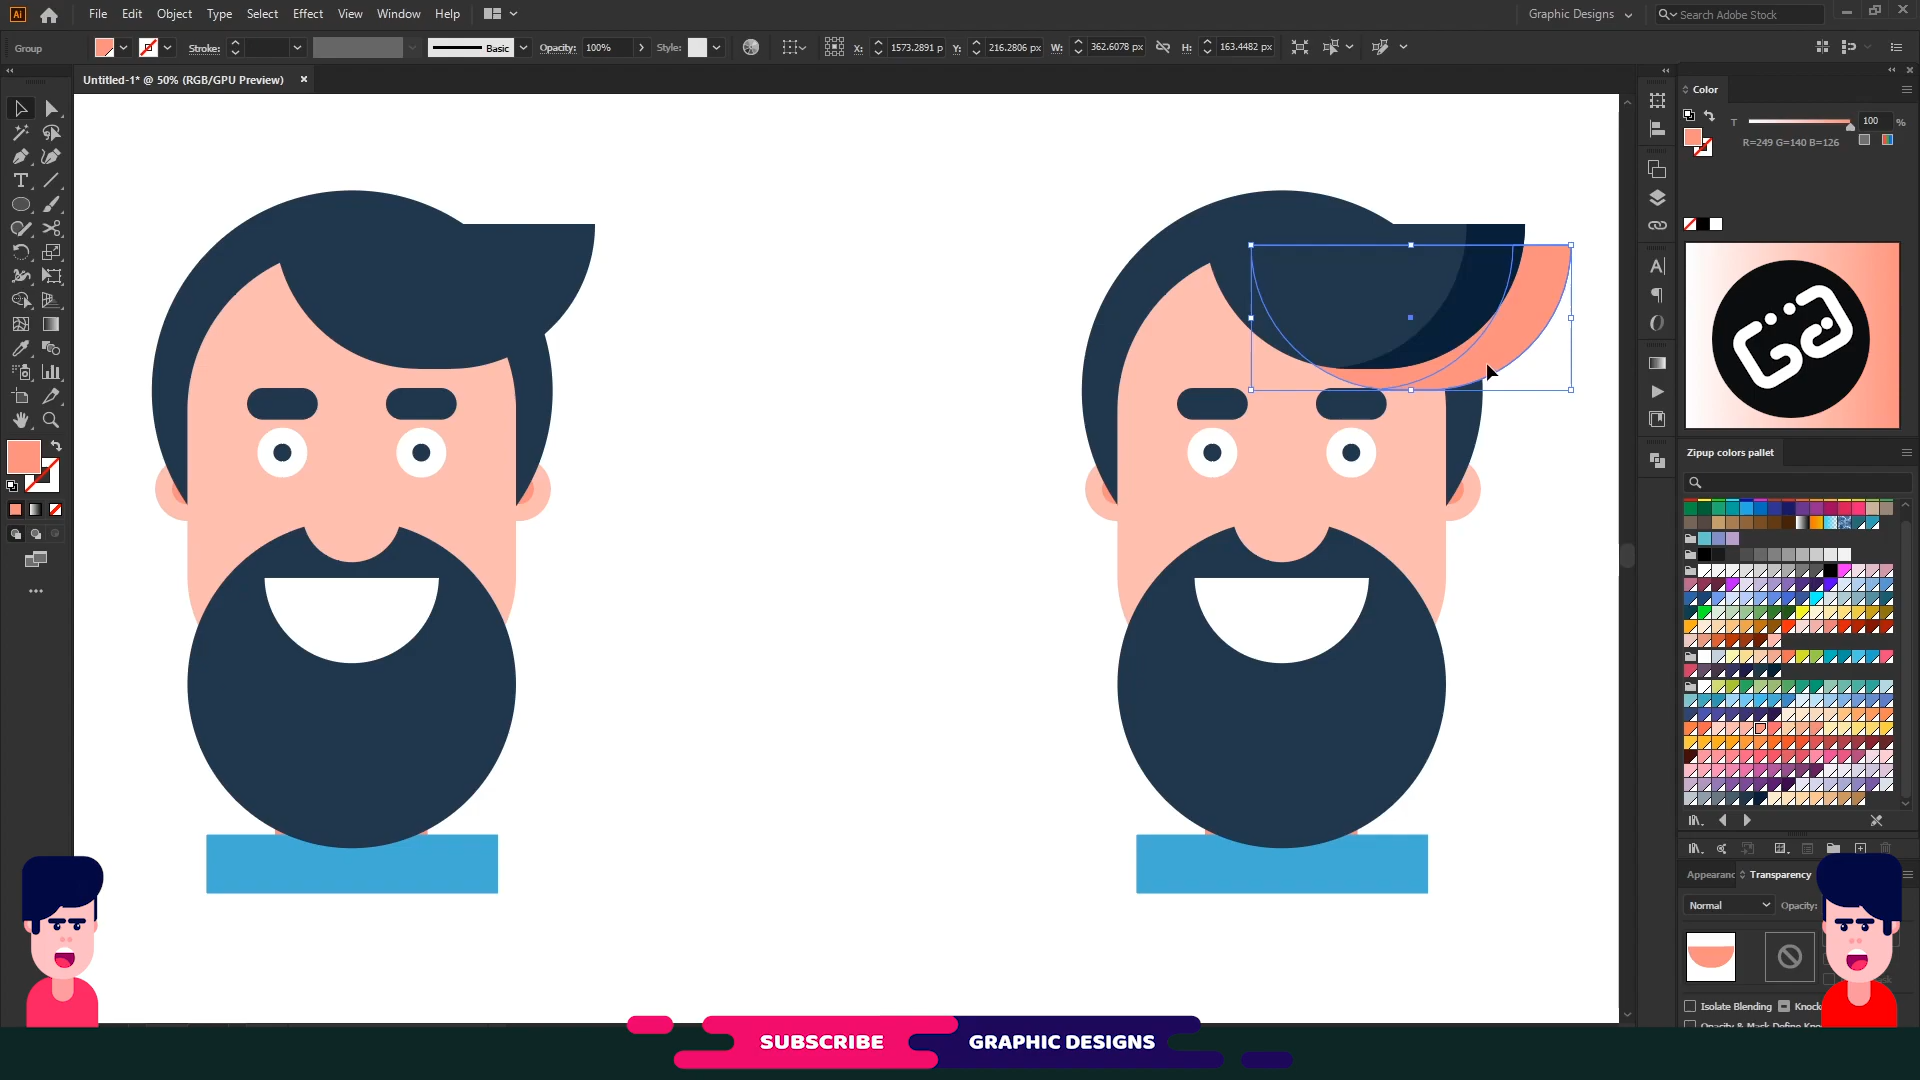 Ai File Edit Object Type Select Effect View Window Help Graphic Designs Search Adobe Stock
Group Stroke: Basic Opacity: 100% Style: X: 1573.2891 p Y: 216.2806 px W: 362.6078 px H: 163.4482 px
Untitled-1* @ 50% (RGB/GPU Preview)
Color
T 100 %
R=249 G=140 B=126
Zipup colors pallet
Appearanc Transparency
Normal Opacity:
Isolate Blending Knock
SUBSCRIBE GRAPHIC DESIGNS